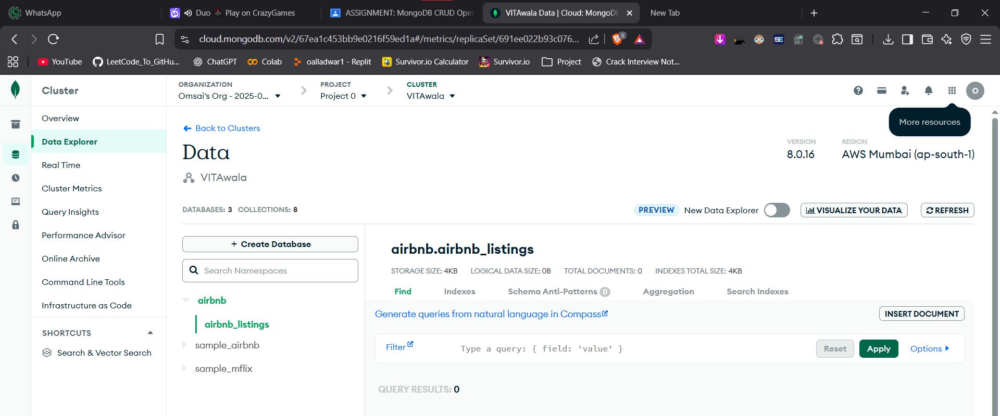 WhatsApp
Duo Play on CrazyGames
ASSIGNMENT: MongoDB CRUD Oper
VITAwala Data | Cloud: MongoDB
New Tab
cloud.mongodb.com/v2/67ea1c453bb9e0216f59ed1a#/metrics/replicaSet/691ee022b93c076...
3
YouTube
LeetCode_To_GitHu...
ChatGPT
Colab
oalladwar1 - Replit
Survivor.io Calculator
Survivor.io
Project
Crack Interview Not...
Cluster
ORGANIZATION
Omsai's Org - 2025-0...
PROJECT
Project 0
CLUSTER
VITAwala
O
More resources
Overview
Data Explorer
Real Time
Cluster Metrics
Query Insights
Performance Advisor
Online Archive
Command Line Tools
Infrastructure as Code
SHORTCUTS
Search & Vector Search
Back to Clusters
Data
VITAwala
VERSION
8.0.16
REGION
AWS Mumbai (ap-south-1)
DATABASES: 3 COLLECTIONS: 8
PREVIEW New Data Explorer
VISUALIZE YOUR DATA
REFRESH
+ Create Database
Search Namespaces
airbnb
airbnb_listings
sample_airbnb
sample_mflix
airbnb.airbnb_listings
STORAGE SIZE: 4KB LOGICAL DATA SIZE: 0B TOTAL DOCUMENTS: 0 INDEXES TOTAL SIZE: 4KB
Find Indexes Schema Anti-Patterns 0 Aggregation Search Indexes
Generate queries from natural language in Compass
INSERT DOCUMENT
Filter
Type a query: { field: 'value' }
Reset
Apply
Options
QUERY RESULTS: 0